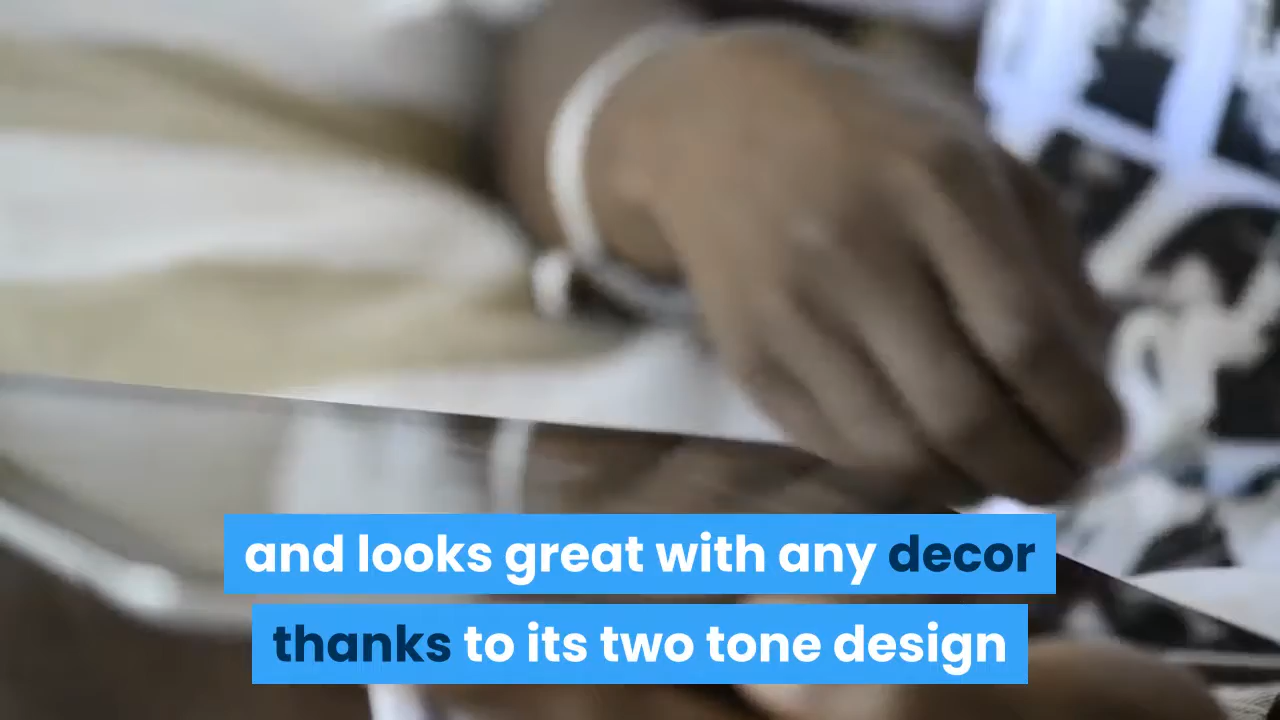 and looks great with any decor
thanks to its two tone design